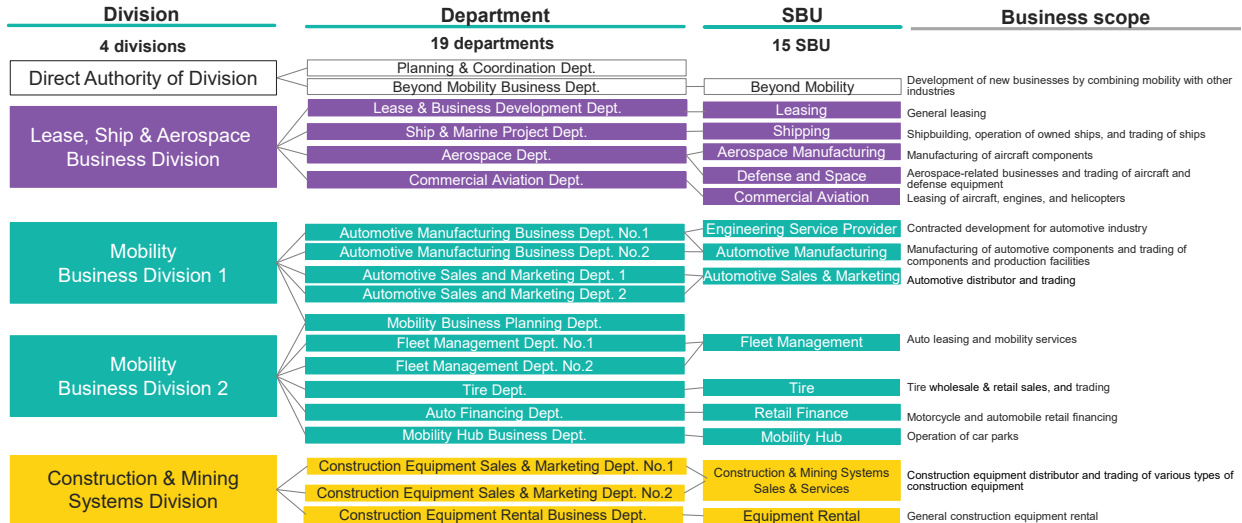 Division
Department
SBU
Business scope
4 divisions
19 departments
15 SBU
Direct Authority of Division
Planning & Coordination Dept.
Beyond Mobility Business Dept.
Beyond Mobility
Development of new businesses by combining mobility with other
industries
Lease, Ship & Aerospace
Business Division
Lease & Business Development Dept.
Leasing
General leasing
Ship & Marine Project Dept.
Shipping
Shipbuilding, operation of owned ships, and trading of ships
Aerospace Dept.
Aerospace Manufacturing
Manufacturing of aircraft components
Commercial Aviation Dept.
Defense and Space
Aerospace-related businesses and trading of aircraft and
defense equipment
Commercial Aviation
Leasing of aircraft, engines, and helicopters
Mobility
Business Division 1
Automotive Manufacturing Business Dept. No.1
Engineering Service Provider
Contracted development for automotive industry
Automotive Manufacturing Business Dept. No.2
Automotive Manufacturing
Manufacturing of automotive components and trading of
components and production facilities
Automotive Sales and Marketing Dept. 1
Automotive Sales & Marketing
Automotive distributor and trading
Automotive Sales and Marketing Dept. 2
Mobility Business Planning Dept.
Mobility
Business Division 2
Fleet Management Dept. No.1
Fleet Management
Auto leasing and mobility services
Fleet Management Dept. No.2
Tire Dept.
Tire
Tire wholesale & retail sales, and trading
Auto Financing Dept.
Retail Finance
Motorcycle and automobile retail financing
Mobility Hub Business Dept.
Mobility Hub
Operation of car parks
Construction & Mining
Systems Division
Construction Equipment Sales & Marketing Dept. No.1
Construction & Mining Systems
Sales & Services
Construction equipment distributor and trading of various types of
construction equipment
Construction Equipment Sales & Marketing Dept. No.2
Construction Equipment Rental Business Dept.
Equipment Rental
General construction equipment rental